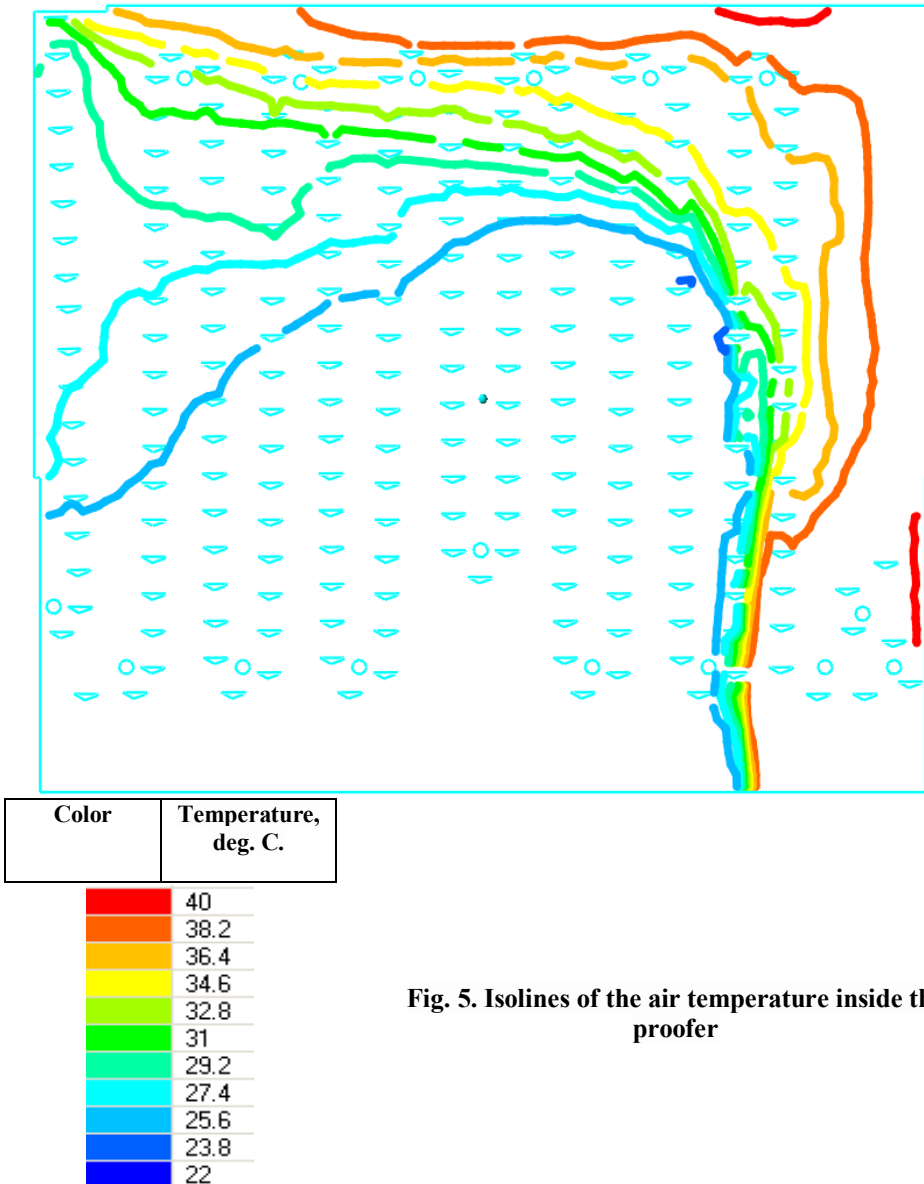 Color
Temperature,
deg. C.
40
38.2
36.4
34.6
32.8
31
29.2
27.4
25.6
23.8
22
Fig. 5. Isolines of the air temperature inside
proofer